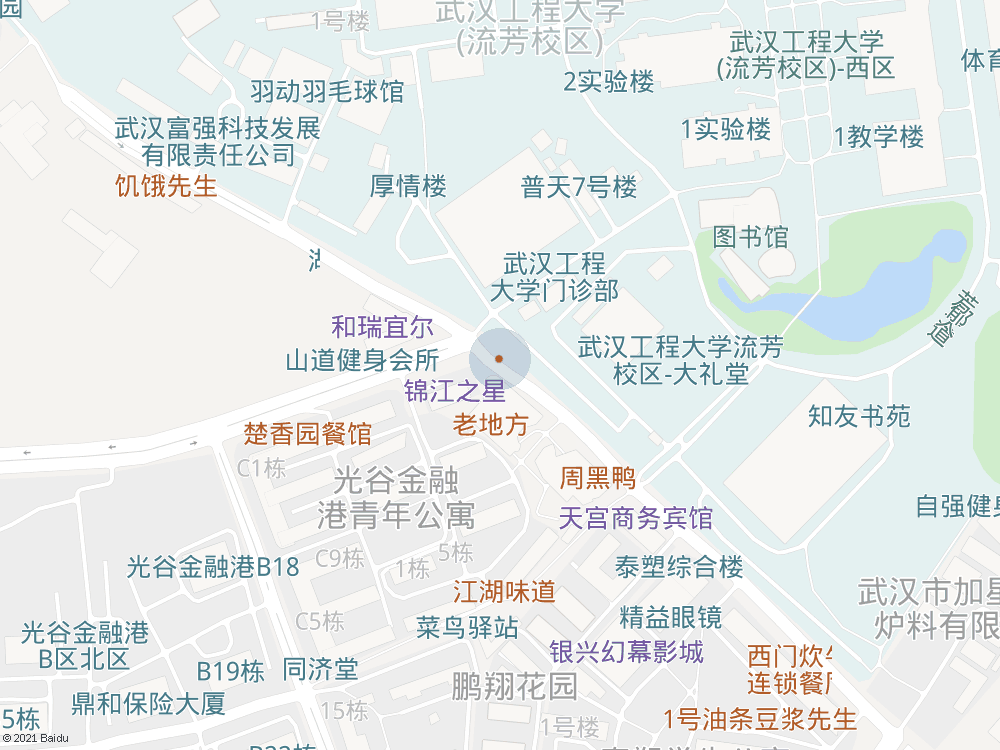 园
1号楼
武汉工程大学
(流芳校区)
武汉工程大学
(流芳校区)-西区
体育
羽动羽毛球馆
2实验楼
武汉富强科技发展
有限责任公司
1实验楼
1教学楼
饥饿先生
厚情楼
普天7号楼
图书馆
武汉工程
大学门诊部
芳郁道
和瑞宜尔
山道健身会所
武汉工程大学流芳
校区-大礼堂
锦江之星
老地方
知友书苑
楚香园餐馆
C1栋
光谷金融
港青年公寓
周黑鸭
天宫商务宾馆
自强健身
C9栋
5栋
1栋
光谷金融港B18
泰塑综合楼
江湖味道
武汉市加星
炉料有限
C5栋
菜鸟驿站
精益眼镜
光谷金融港
B区北区
银兴幻幕影城
B19栋
同济堂
西门炊
连锁餐厅
鹏翔花园
鼎和保险大厦
5栋
15栋
1号楼
1号油条豆浆先生
© 2021 Baidu